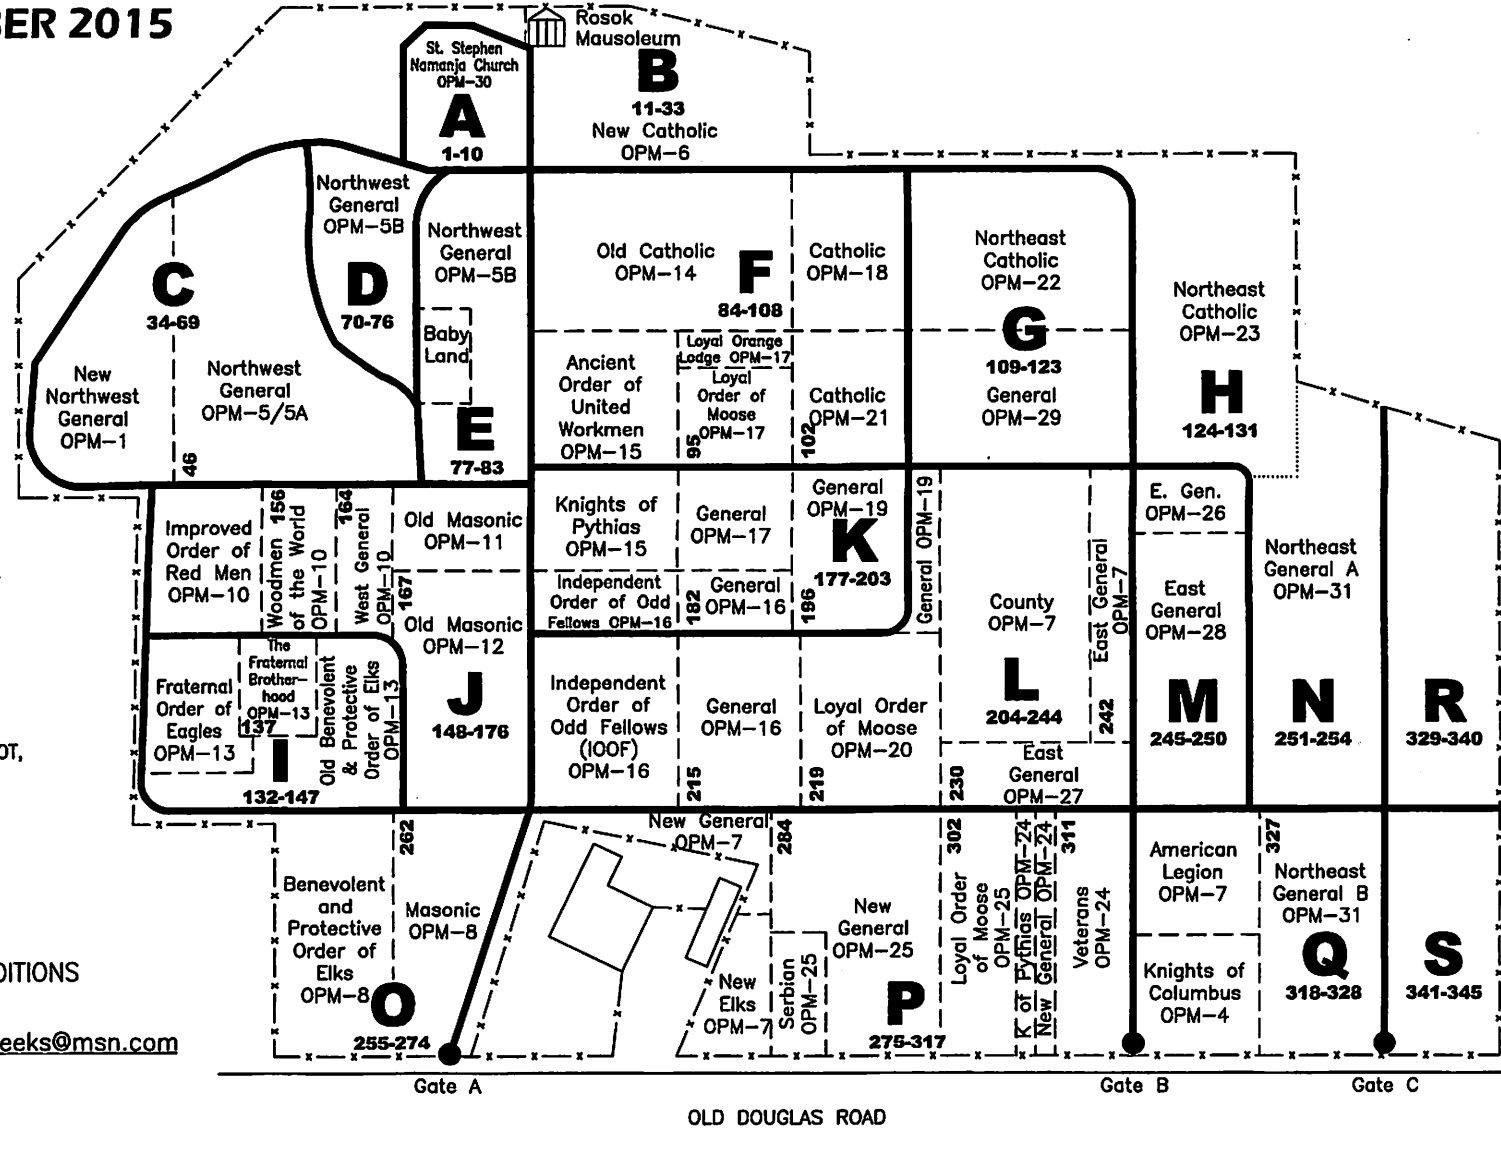 BER 2015
Rosok
Mausoleum
St. Stephen
Namanja Church
OPM-30
A
1-10
B
11-33
New Catholic
OPM-6
Northwest
General
OPM-5B
D
70-76
Northwest
General
OPM-5B
Baby
Land
E
77-83
C
34-69
New
Northwest
General
OPM-1
Northwest
General
OPM-5/5A
46
Old Catholic
OPM-14
F
84-108
Catholic
OPM-18
Ancient
Order of
United
Workmen
OPM-15
Loyal Orange
Lodge OPM-17
Loyal
Order of
Moose
OPM-17
95
Catholic
OPM-21
102
Northeast
Catholic
OPM-22
G
109-123
General
OPM-29
Northeast
Catholic
OPM-23
H
124-131
Improved
Order of
Red Men
OPM-10
156
Woodmen
of the World
OPM-10
164
West General
OPM-10
167
Old Masonic
OPM-11
Old Masonic
OPM-12
J
148-176
Knights of
Pythias
OPM-15
General
OPM-17
General
OPM-19
K
177-203
Independent
Order of Odd
Fellows OPM-16
182
General
OPM-16
196
General OPM-19
County
OPM-7
L
204-244
East General
OPM-7
242
E. Gen.
OPM-26
East
General
OPM-28
M
245-250
Northeast
General A
OPM-31
N
251-254
R
329-340
Fraternal
Order of
Eagles
OPM-13
The
Fraternal
Brother-
hood
OPM-13
137
I
132-147
Old Benevolent
& Protective
Order of Elks
OPM-13
Independent
Order of
Odd Fellows
(IOOF)
OPM-16
215
General
OPM-16
219
Loyal Order
of Moose
OPM-20
230
East
General
OPM-27
OT,
262
Benevolent
and
Protective
Order of
Elks
OPM-8
O
255-274
Masonic
OPM-8
New General
OPM-7
284
New
Elks
OPM-7
Serbian
OPM-25
New
General
OPM-25
P
275-317
302
Loyal Order
of Moose
OPM-25
K of Pythias OPM-24
New General OPM-24
311
Veterans
OPM-24
American
Legion
OPM-7
Knights of
Columbus
OPM-4
327
Northeast
General B
OPM-31
Q
318-328
S
341-345
DITIONS
eeks@msn.com
Gate A
Gate B
Gate C
OLD DOUGLAS ROAD